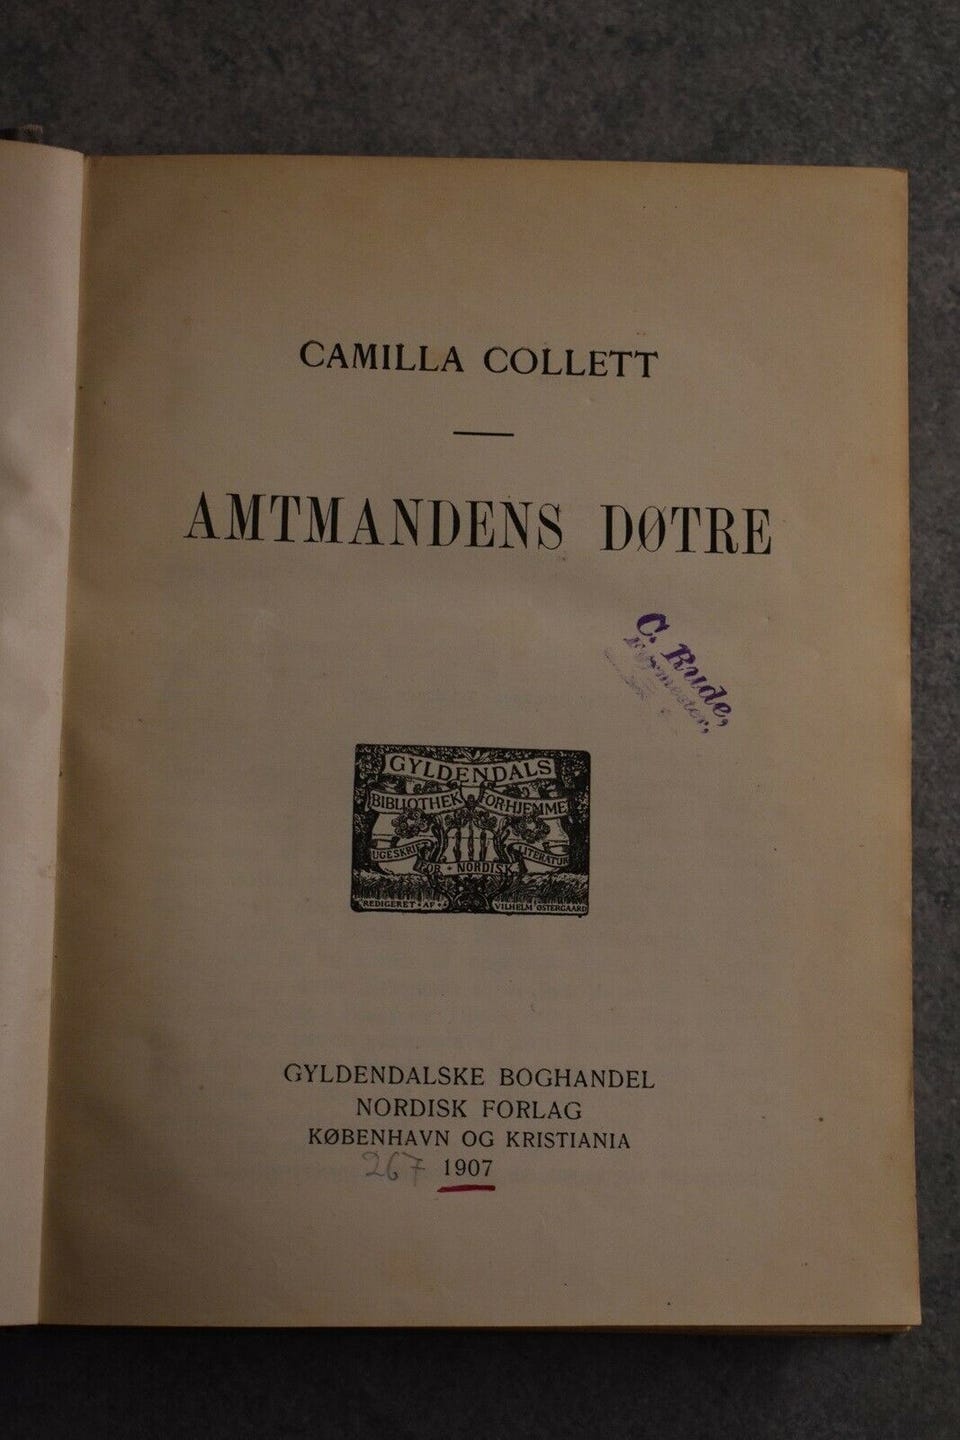 CAMILLA COLLETT
AMTMANDENS DØTRE
C. Rude,
GYLDENDALS
BIBLIOTHEK FOR HJEMMET
UGESKRIFT LITERATUR
FOR NORDISK
REDIGERET AF VILHELM ØSTERGAARD
GYLDENDALSKE BOGHANDEL
NORDISK FORLAG
KØBENHAVN OG KRISTIANIA
267 1907